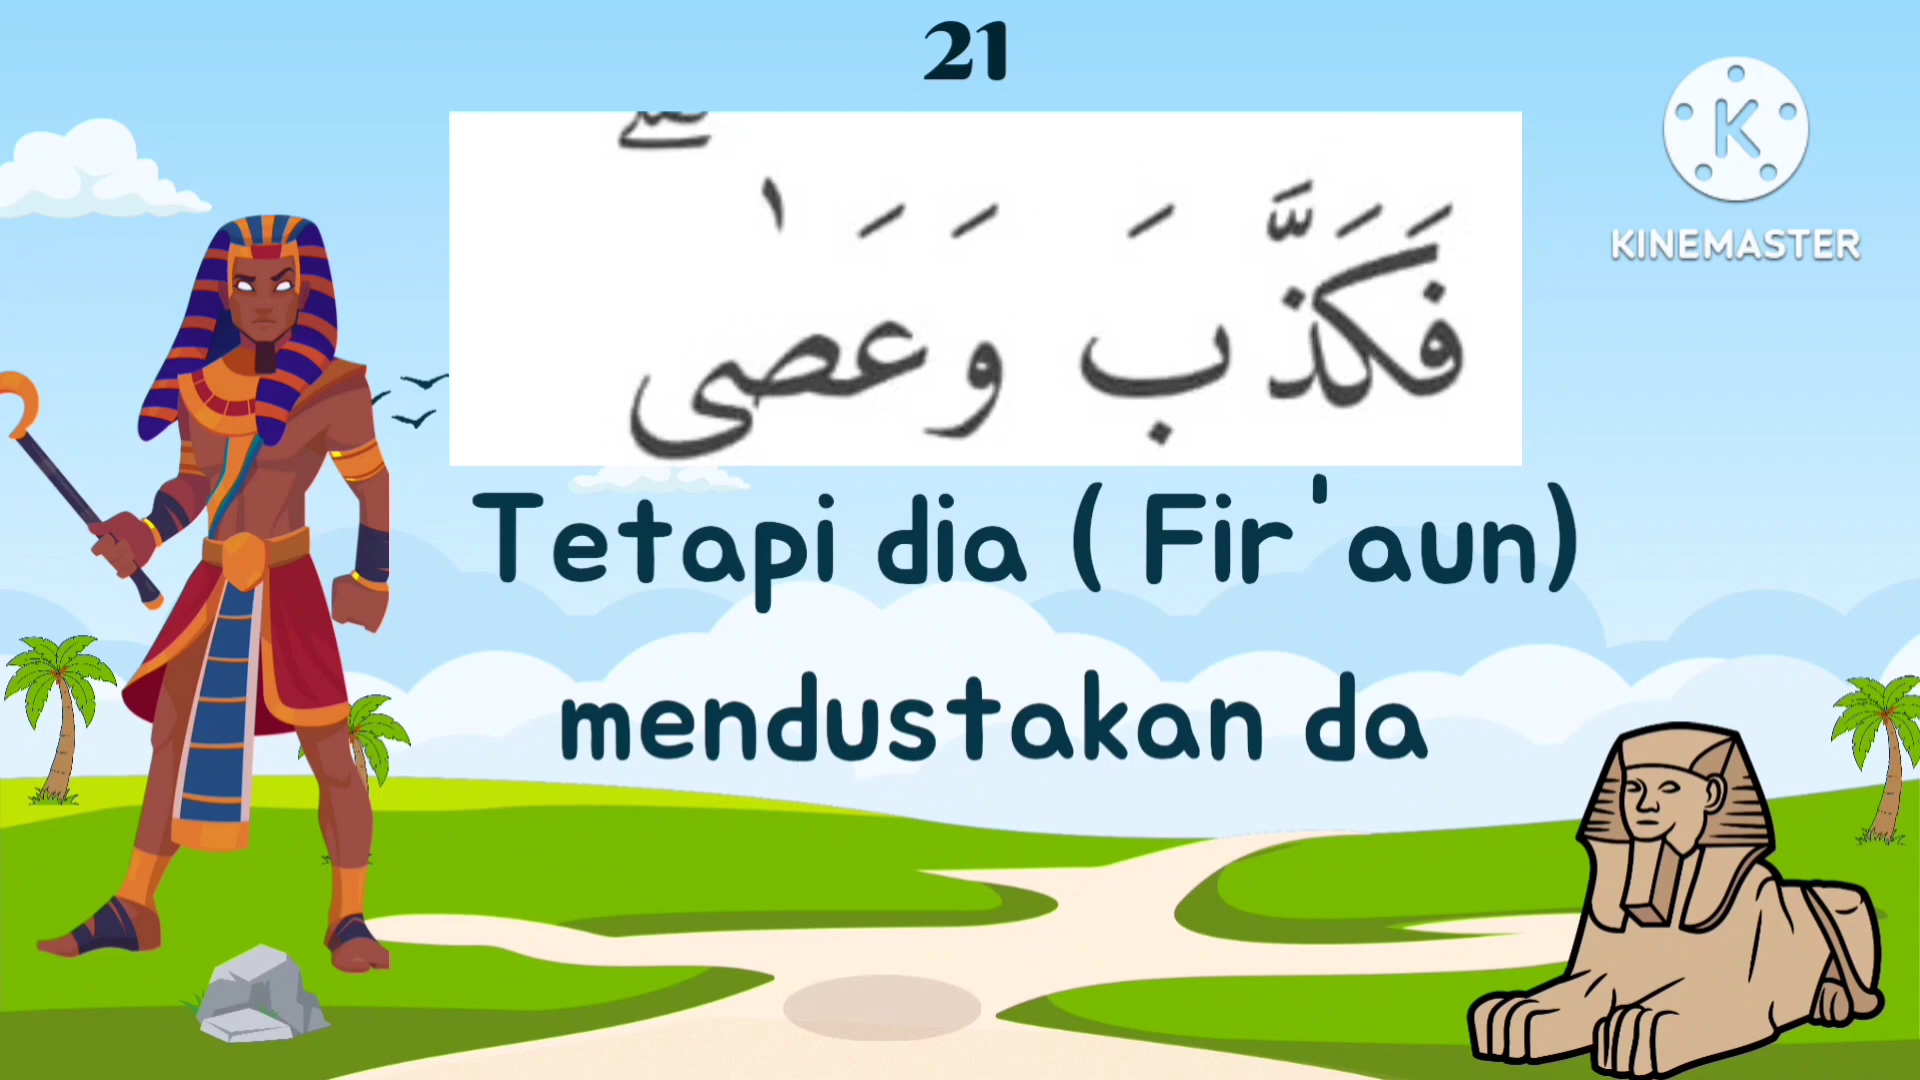 21
فَكَذَّبَ وَعَصٰى
Tetapi dia ( Fir'aun)
mendustakan da
K
KINEMASTER